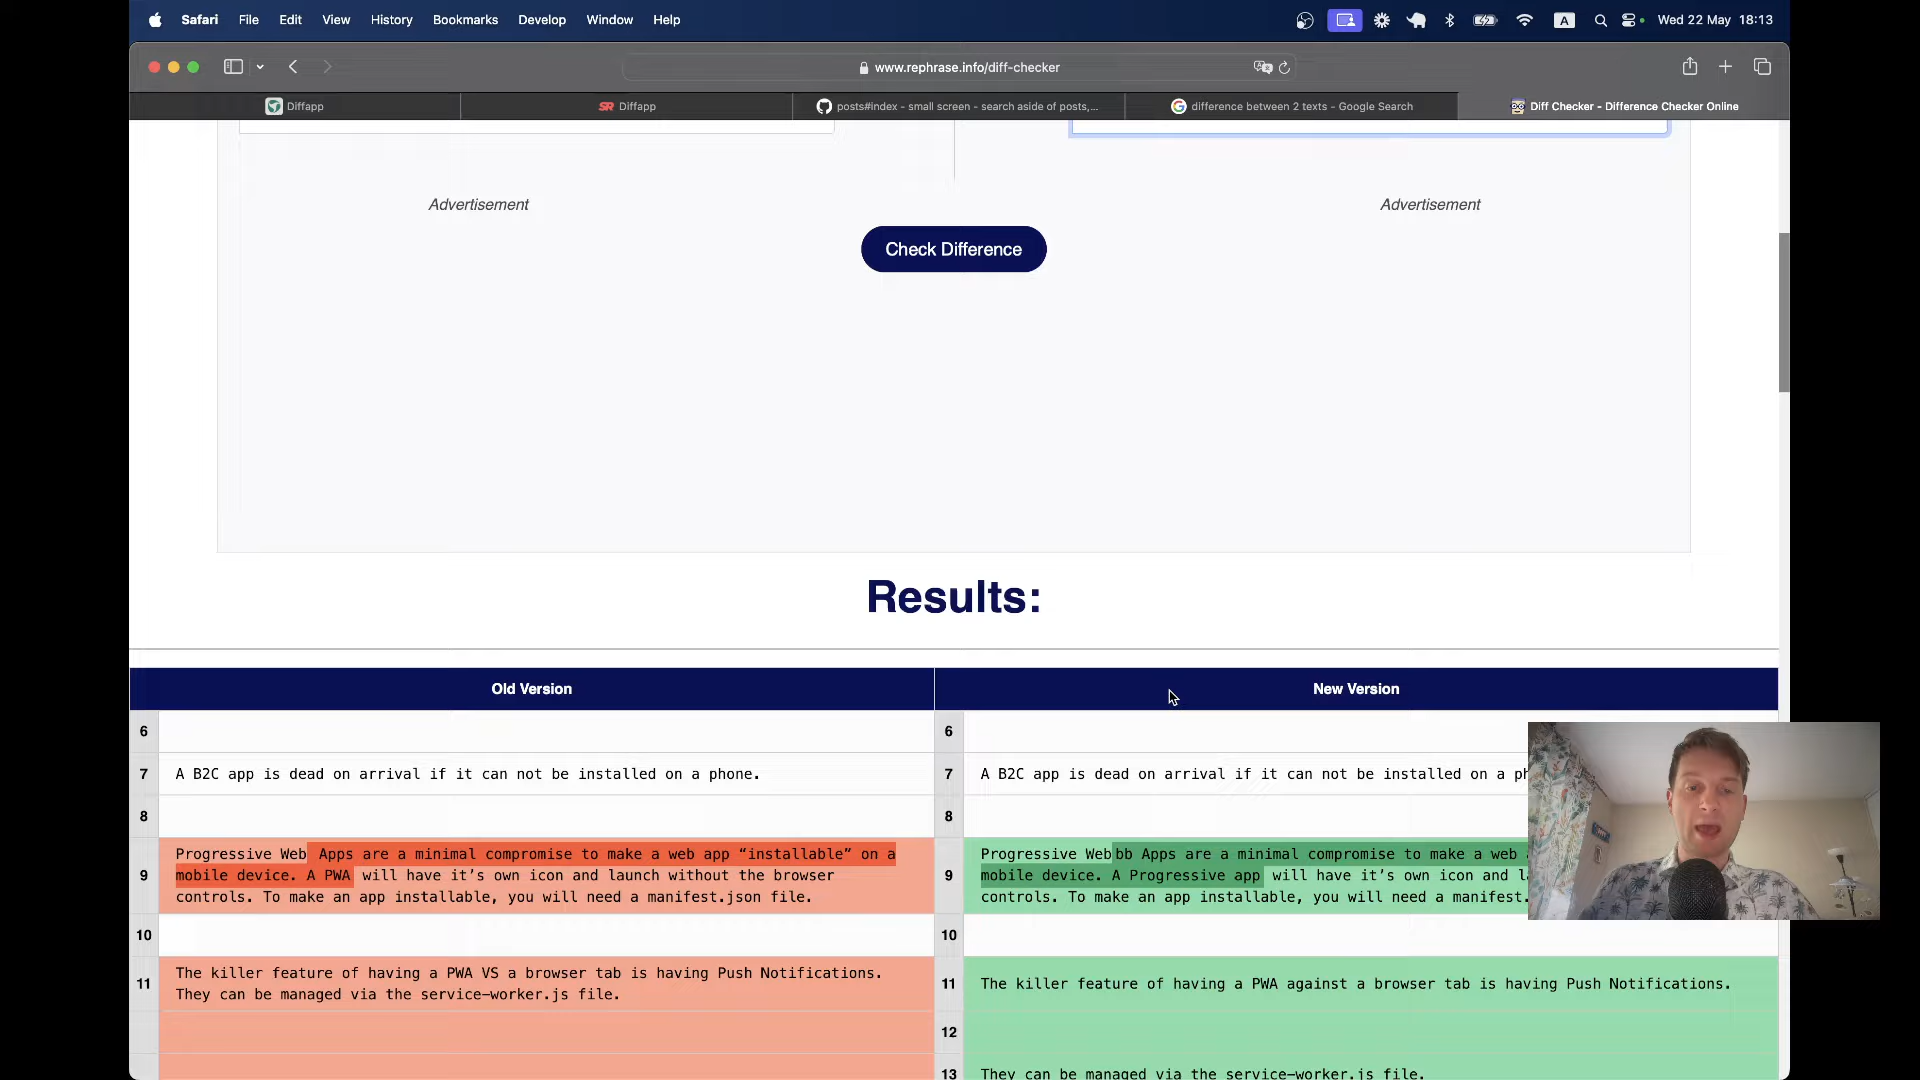 Safari File Edit View History Bookmarks Develop Window Help A Wed 22 May 18:13
www.rephrase.info/diff-checker
Diffapp SR Diffapp posts#index - small screen - search aside of posts,... difference between 2 texts - Google Search Diff Checker - Difference Checker Online
Advertisement Advertisement
Check Difference
Results:
Old Version New Version
6 6
7 A B2C app is dead on arrival if it can not be installed on a phone. 7 A B2C app is dead on arrival if it can not be installed on a ph
8 8
9 Progressive Web Apps are a minimal compromise to make a web app “installable” on a
mobile device. A PWA will have it’s own icon and launch without the browser
controls. To make an app installable, you will need a manifest.json file.
9 Progressive Webbb Apps are a minimal compromise to make a web
mobile device. A Progressive app will have it’s own icon and la
controls. To make an app installable, you will need a manifest.
10 10
11 The killer feature of having a PWA VS a browser tab is having Push Notifications.
They can be managed via the service-worker.js file.
11 The killer feature of having a PWA against a browser tab is having Push Notifications.
12
13 They can be managed via the service-worker.js file.